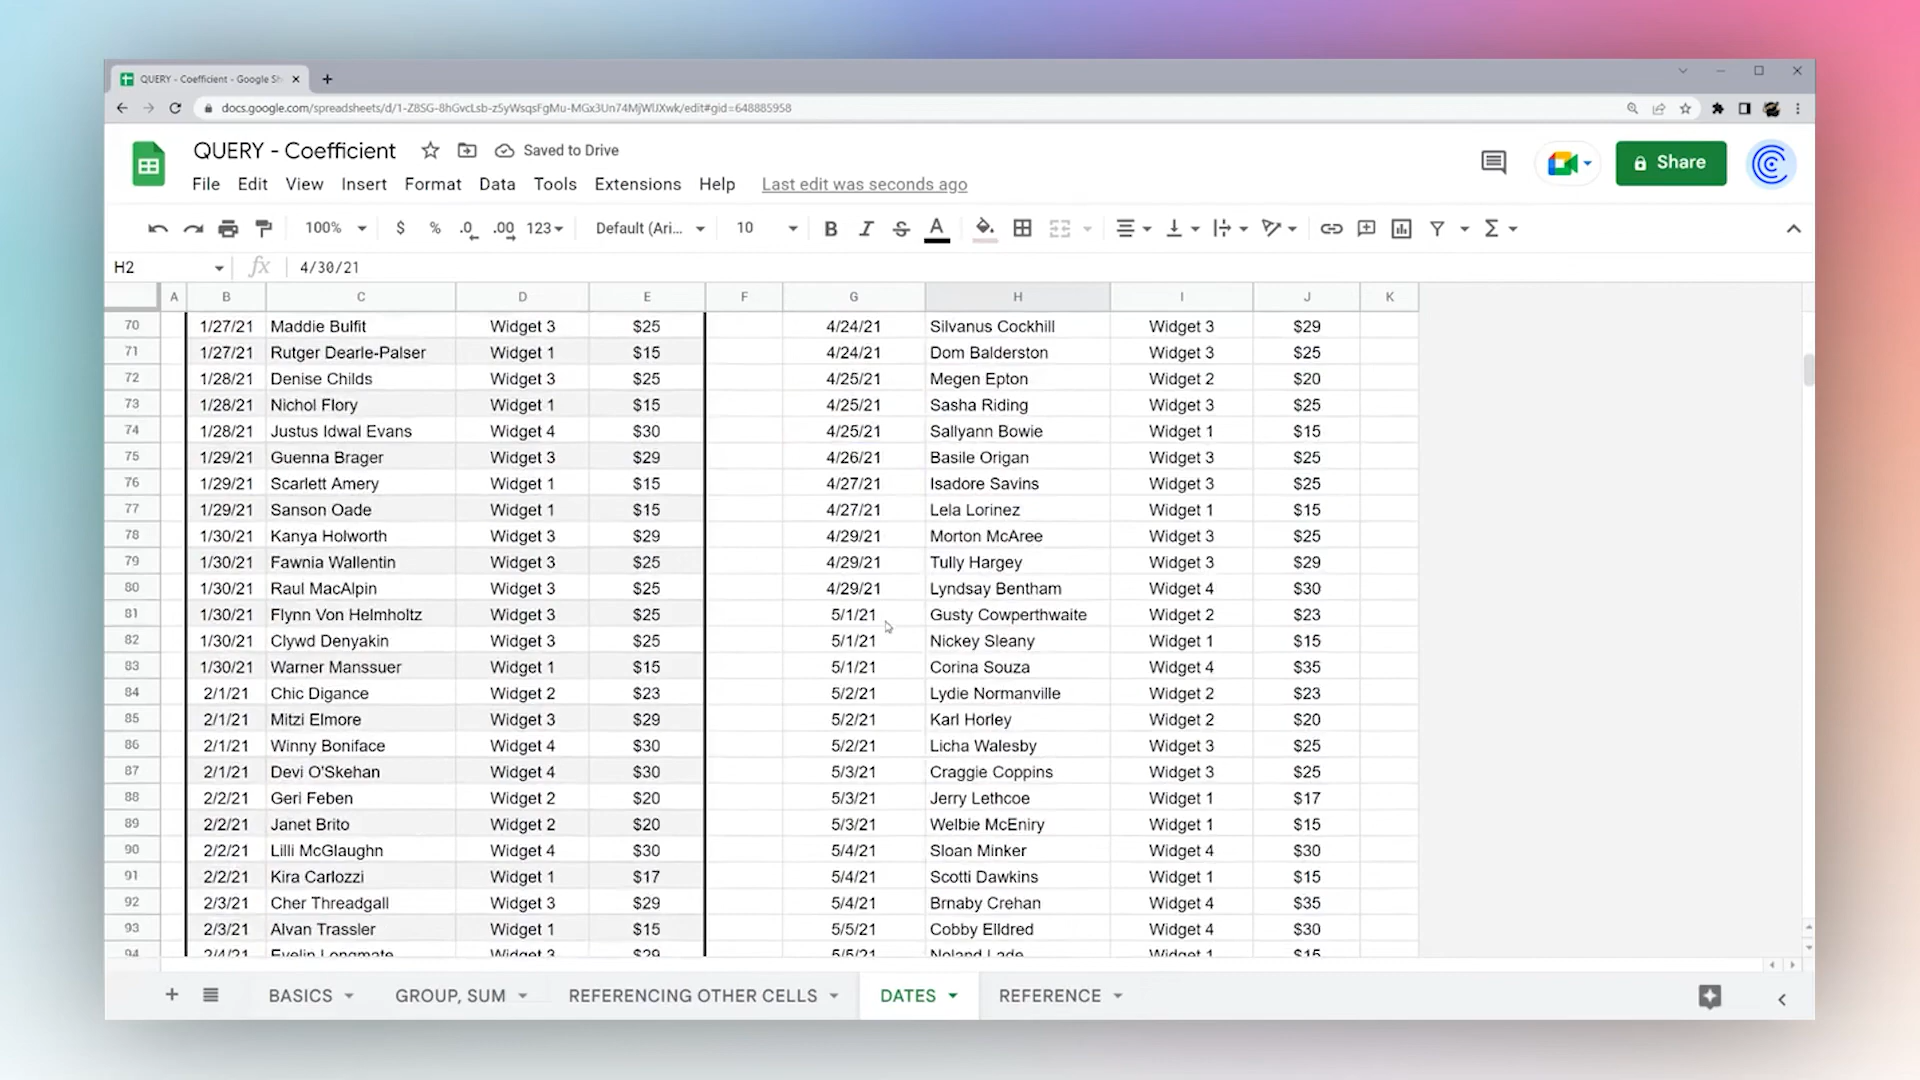 QUERY - Coefficient - Google Sh
docs.google.com/spreadsheets/d/1-Z8SG-8hGvcLsb-z5yWsqsFgMu-MGx3Un74MjWlJXwk/edit#gid=648885958
QUERY - Coefficient Saved to Drive
File Edit View Insert Format Data Tools Extensions Help Last edit was seconds ago
Share
100% $ % .0 .00 123 Default (Ari... 10 B I S A Σ
H2 fx 4/30/21
A B C D E F G H I J K
70 1/27/21 Maddie Bulfit Widget 3 $25 4/24/21 Silvanus Cockhill Widget 3 $29
71 1/27/21 Rutger Dearle-Palser Widget 1 $15 4/24/21 Dom Balderston Widget 3 $25
72 1/28/21 Denise Childs Widget 3 $25 4/25/21 Megen Epton Widget 2 $20
73 1/28/21 Nichol Flory Widget 1 $15 4/25/21 Sasha Riding Widget 3 $25
74 1/28/21 Justus Idwal Evans Widget 4 $30 4/25/21 Sallyann Bowie Widget 1 $15
75 1/29/21 Guenna Brager Widget 3 $29 4/26/21 Basile Origan Widget 3 $25
76 1/29/21 Scarlett Amery Widget 1 $15 4/27/21 Isadore Savins Widget 3 $25
77 1/29/21 Sanson Oade Widget 1 $15 4/27/21 Lela Lorinez Widget 1 $15
78 1/30/21 Kanya Holworth Widget 3 $29 4/29/21 Morton McAree Widget 3 $25
79 1/30/21 Fawnia Wallentin Widget 3 $25 4/29/21 Tully Hargey Widget 3 $29
80 1/30/21 Raul MacAlpin Widget 3 $25 4/29/21 Lyndsay Bentham Widget 4 $30
81 1/30/21 Flynn Von Helmholtz Widget 3 $25 5/1/21 Gusty Cowperthwaite Widget 2 $23
82 1/30/21 Clywd Denyakin Widget 3 $25 5/1/21 Nickey Sleany Widget 1 $15
83 1/30/21 Warner Manssuer Widget 1 $15 5/1/21 Corina Souza Widget 4 $35
84 2/1/21 Chic Digance Widget 2 $23 5/2/21 Lydie Normanville Widget 2 $23
85 2/1/21 Mitzi Elmore Widget 3 $29 5/2/21 Karl Horley Widget 2 $20
86 2/1/21 Winny Boniface Widget 4 $30 5/2/21 Licha Walesby Widget 3 $25
87 2/1/21 Devi O'Skehan Widget 4 $30 5/3/21 Craggie Coppins Widget 3 $25
88 2/2/21 Geri Feben Widget 2 $20 5/3/21 Jerry Lethcoe Widget 1 $17
89 2/2/21 Janet Brito Widget 2 $20 5/3/21 Welbie McEniry Widget 1 $15
90 2/2/21 Lilli McGlaughn Widget 4 $30 5/4/21 Sloan Minker Widget 4 $30
91 2/2/21 Kira Carlozzi Widget 1 $17 5/4/21 Scotti Dawkins Widget 1 $15
92 2/3/21 Cher Threadgall Widget 3 $29 5/4/21 Brnaby Crehan Widget 4 $35
93 2/3/21 Alvan Trassler Widget 1 $15 5/5/21 Cobby Elldred Widget 4 $30
94 2/4/21 Evelin Longmate Widget 3 $29 5/5/21 Noland Lade Widget 1 $15
BASICS GROUP, SUM REFERENCING OTHER CELLS DATES REFERENCE